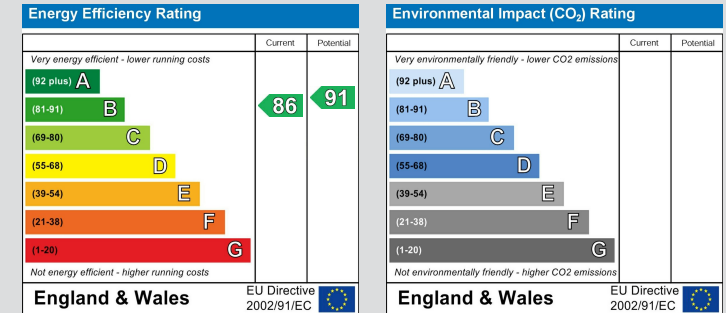 Energy Efficiency Rating
Current Potential
Very energy efficient - lower running costs
(92 plus) A
(81-91) B
(69-80) C
(55-68) D
(39-54) E
(21-38) F
(1-20) G
86
91
Not energy efficient - higher running costs
England & Wales
EU Directive
2002/91/EC
Environmental Impact (CO₂) Rating
Current Potential
Very environmentally friendly - lower CO2 emissions
(92 plus) A
(81-91) B
(69-80) C
(55-68) D
(39-54) E
(21-38) F
(1-20) G
Not environmentally friendly - higher CO2 emissions
England & Wales
EU Directive
2002/91/EC